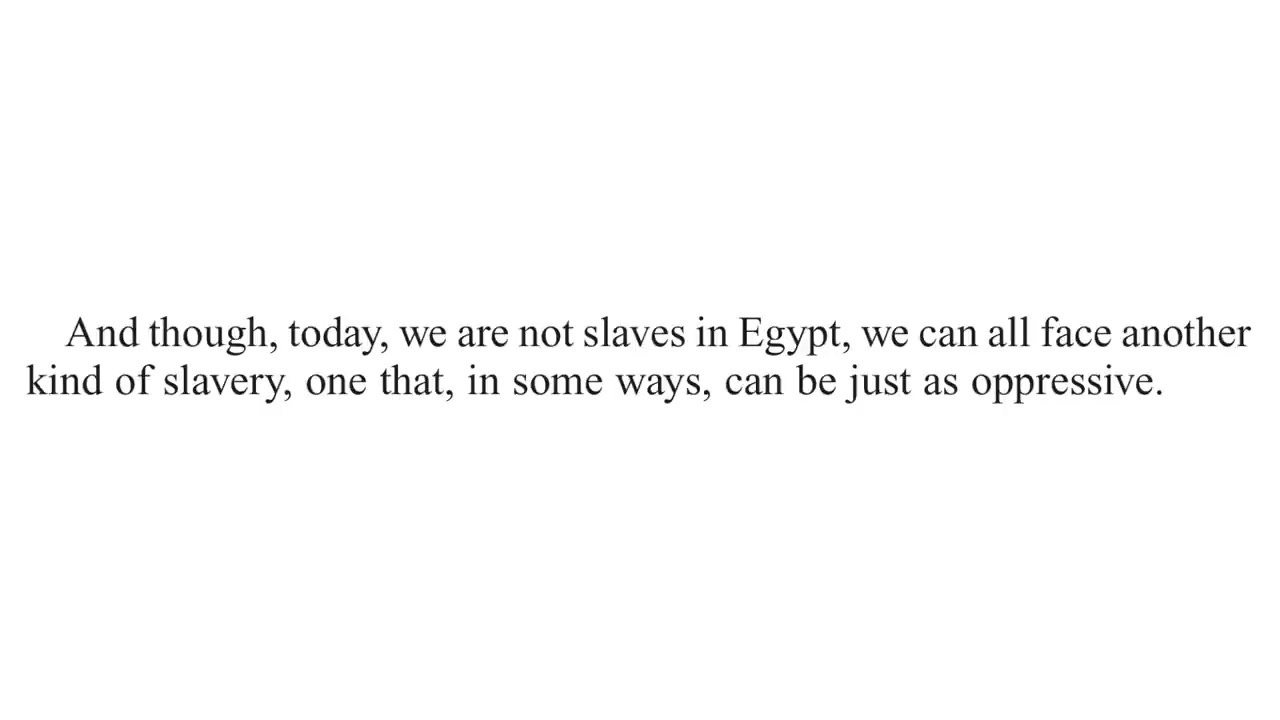 And though, today, we are not slaves in Egypt, we can all face another
kind of slavery, one that, in some ways, can be just as oppressive.